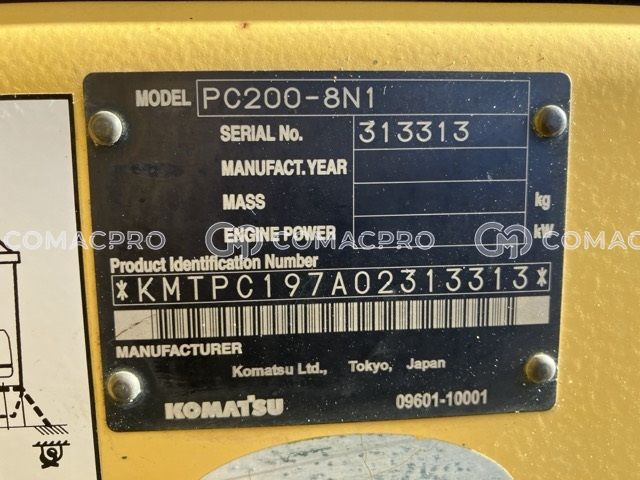 MODEL PC200-8N1
SERIAL No. 313313
MANUFACT. YEAR
MASS kg
ENGINE POWER kW
COMACPRO COMACPRO COMACPRO
Product Identification Number
*KMTPC197A02313313*
MANUFACTURER
Komatsu Ltd., Tokyo, Japan
KOMATSU 09601-10001